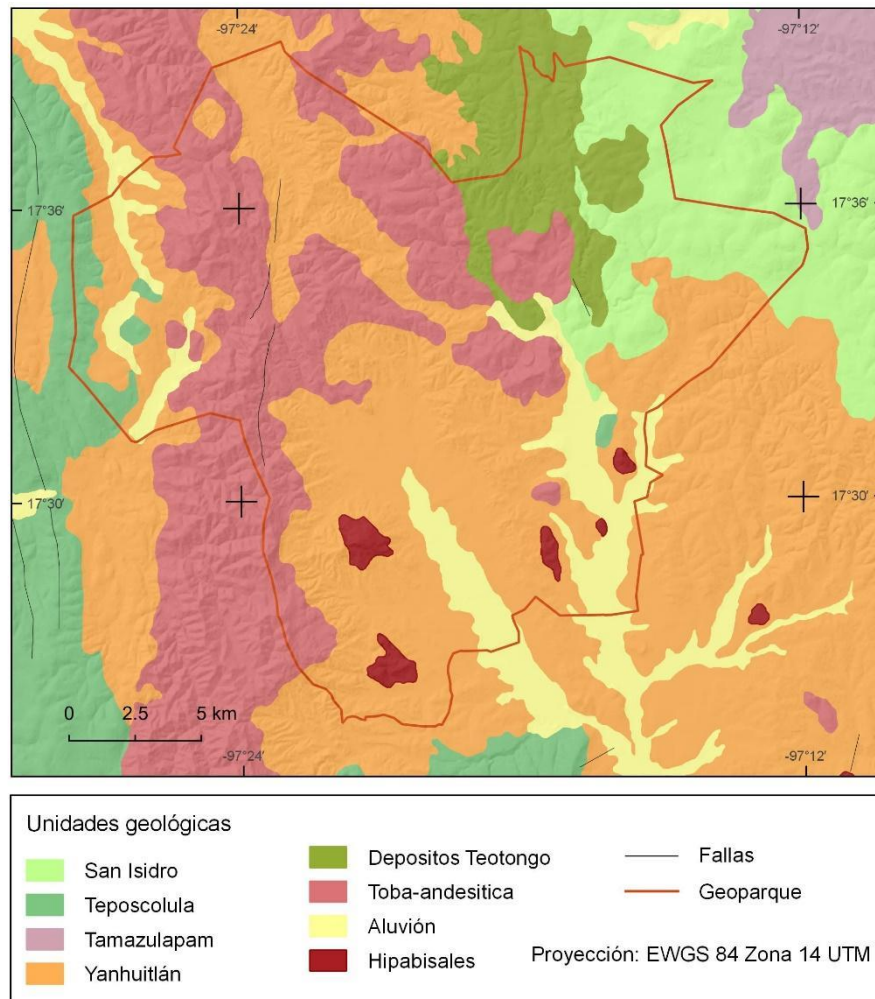 -97°24'
-97°12'
17°36'
17°36'
17°30'
17°30'
0 2.5 5 km
-97°24'
-97°12'
Unidades geológicas
San Isidro
Teposcolula
Tamazulapam
Yanhuitlán
Depositos Teotongo
Toba-andesitica
Aluvión
Hipabisales
Fallas
Geoparque
Proyección: EWGS 84 Zona 14 UTM